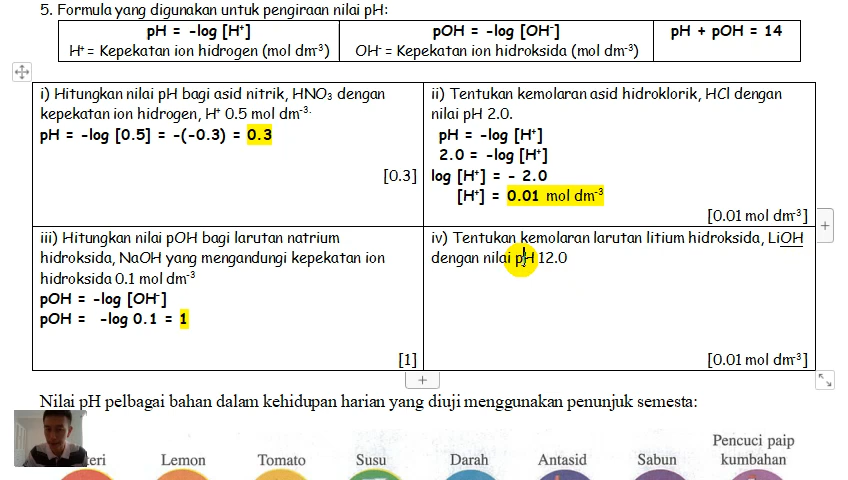 5. Formula yang digunakan untuk pengiraan nilai pH:
pH = -log [H⁺]
H⁺ = Kepekatan ion hidrogen (mol dm⁻³)
pOH = -log [OH⁻]
OH⁻ = Kepekatan ion hidroksida (mol dm⁻³)
pH + pOH = 14
i) Hitungkan nilai pH bagi asid nitrik, HNO₃ dengan
kepekatan ion hidrogen, H⁺ 0.5 mol dm⁻³·
pH = -log [0.5] = -(-0.3) = 0.3
[0.3]
ii) Tentukan kemolaran asid hidroklorik, HCl dengan
nilai pH 2.0.
pH = -log [H⁺]
2.0 = -log [H⁺]
log [H⁺] = - 2.0
[H⁺] = 0.01 mol dm⁻³
[0.01 mol dm⁻³]
iii) Hitungkan nilai pOH bagi larutan natrium
hidroksida, NaOH yang mengandungi kepekatan ion
hidroksida 0.1 mol dm⁻³
pOH = -log [OH⁻]
pOH = -log 0.1 = 1
[1]
iv) Tentukan kemolaran larutan litium hidroksida, LiOH
dengan nilai pH 12.0
[0.01 mol dm⁻³]
Nilai pH pelbagai bahan dalam kehidupan harian yang diuji menggunakan penunjuk semesta:
Lemon
Tomato
Susu
Darah
Antasid
Sabun
Pencuci paip
kumbahan